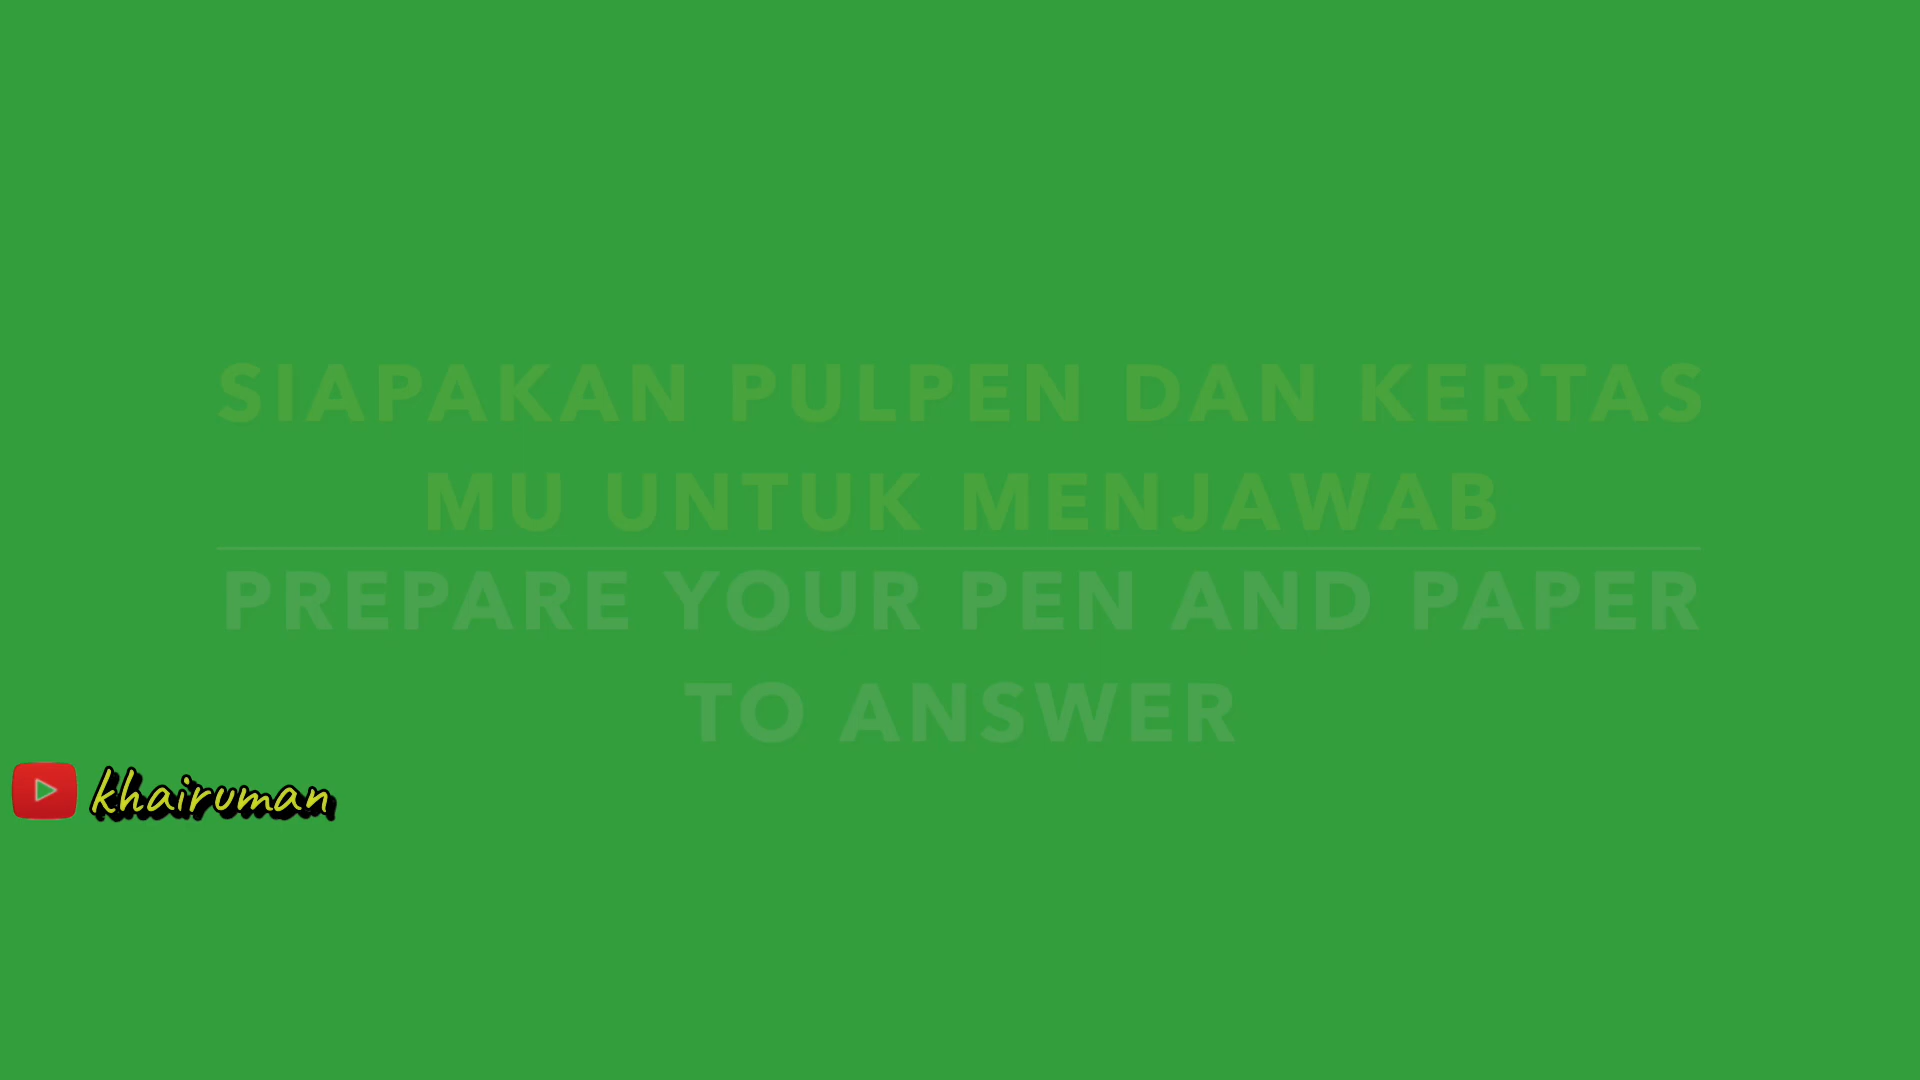 SIAPAKAN PULPEN DAN KERTAS
MU UNTUK MENJAWAB
PREPARE YOUR PEN AND PAPER
TO ANSWER
khairuman